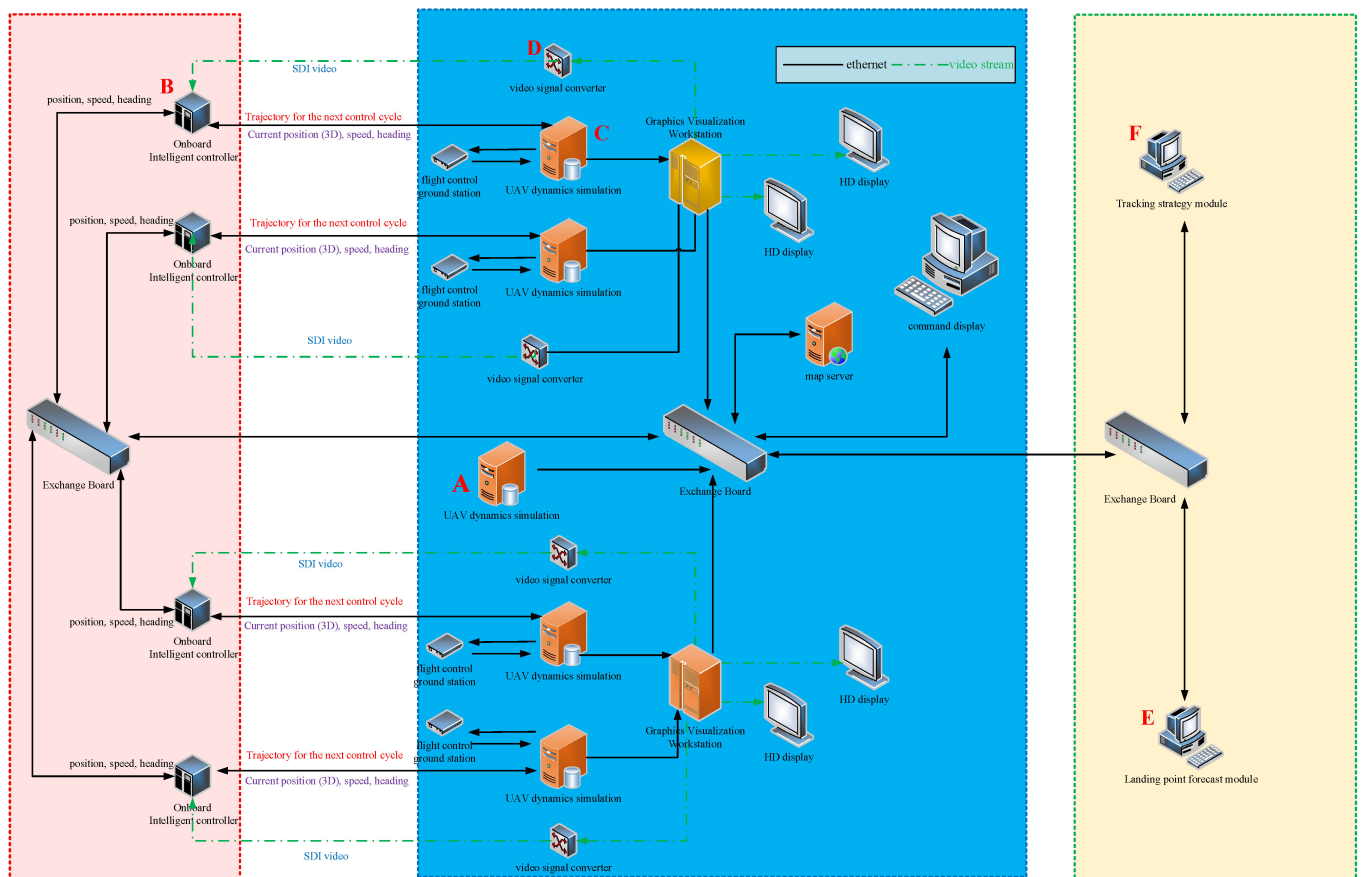 D
SDI video
ethernet
video stream
B
video signal converter
position, speed, heading
Trajectory for the next control cycle
Current position (3D), speed, heading
C
Graphics Visualization
Workstation
Onboard
Intelligent controller
flight control
ground station
UAV dynamics simulation
HD display
F
Tracking strategy module
position, speed, heading
Trajectory for the next control cycle
Current position (3D), speed, heading
HD display
Onboard
Intelligent controller
flight control
ground station
UAV dynamics simulation
command display
SDI video
video signal converter
map server
Exchange Board
A
UAV dynamics simulation
Exchange Board
Exchange Board
SDI video
video signal converter
position, speed, heading
Trajectory for the next control cycle
Current position (3D), speed, heading
Onboard
Intelligent controller
flight control
ground station
UAV dynamics simulation
HD display
Graphics Visualization
Workstation
E
flight control
ground station
HD display
position, speed, heading
Trajectory for the next control cycle
Current position (3D), speed, heading
UAV dynamics simulation
Landing point forecast module
Onboard
Intelligent controller
SDI video
video signal converter